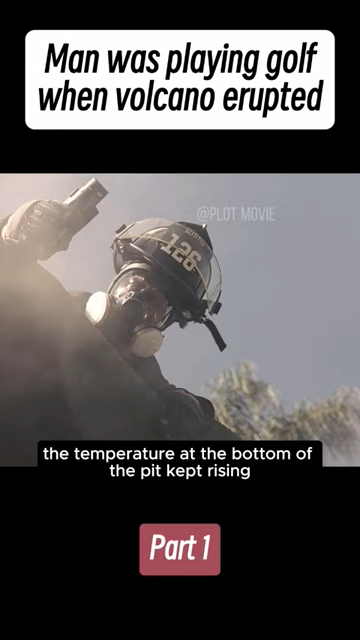 Man was playing golf
when volcano erupted
@PLOT MOVIE
AUSTIN
126
the temperature at the bottom of
the pit kept rising
Part 1